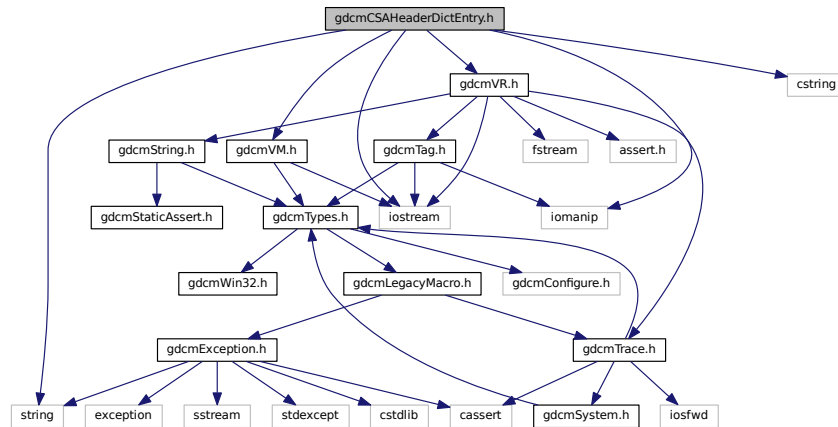 gdcmCSAHeaderDictEntry.h
gdcmVR.h
cstring
gdcmString.h
gdcmVM.h
gdcmTag.h
fstream
assert.h
gdcmStaticAssert.h
gdcmTypes.h
iostream
iomanip
gdcmWin32.h
gdcmLegacyMacro.h
gdcmConfigure.h
gdcmException.h
gdcmTrace.h
string
exception
sstream
stdexcept
cstdlib
cassert
gdcmSystem.h
iosfwd